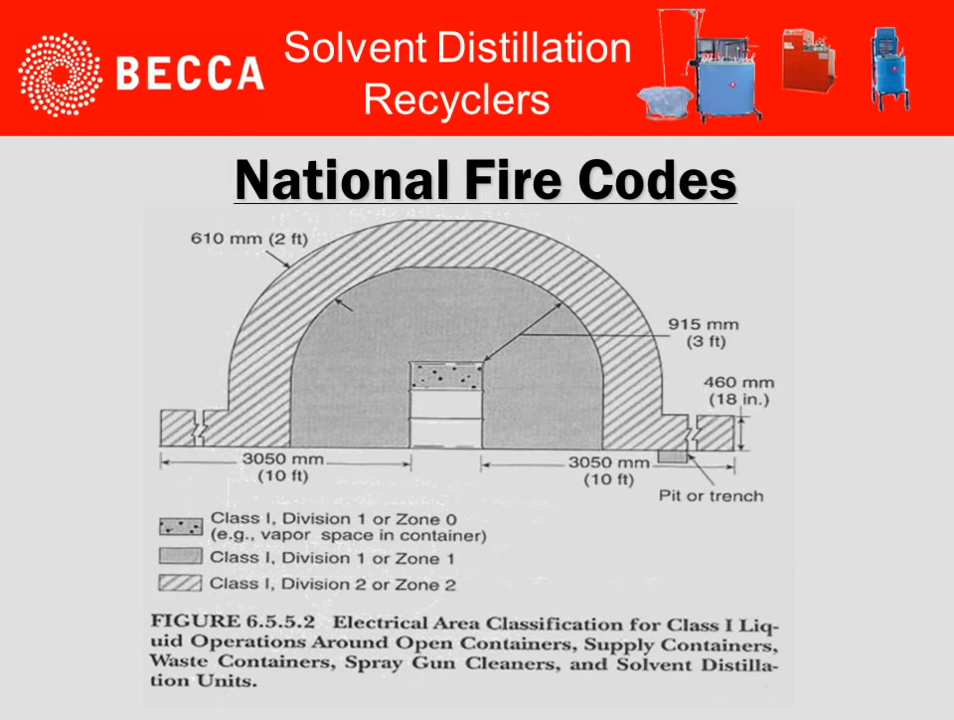 BECCA
Solvent Distillation
Recyclers
National Fire Codes
610 mm (2 ft)
915 mm
(3 ft)
460 mm
(18 in.)
3050 mm
(10 ft)
3050 mm
(10 ft)
Pit or trench
Class I, Division 1 or Zone 0
(e.g., vapor space in container)
Class I, Division 1 or Zone 1
Class I, Division 2 or Zone 2
FIGURE 6.5.5.2 Electrical Area Classification for Class I Liq-
uid Operations Around Open Containers, Supply Containers,
Waste Containers, Spray Gun Cleaners, and Solvent Distilla-
tion Units.